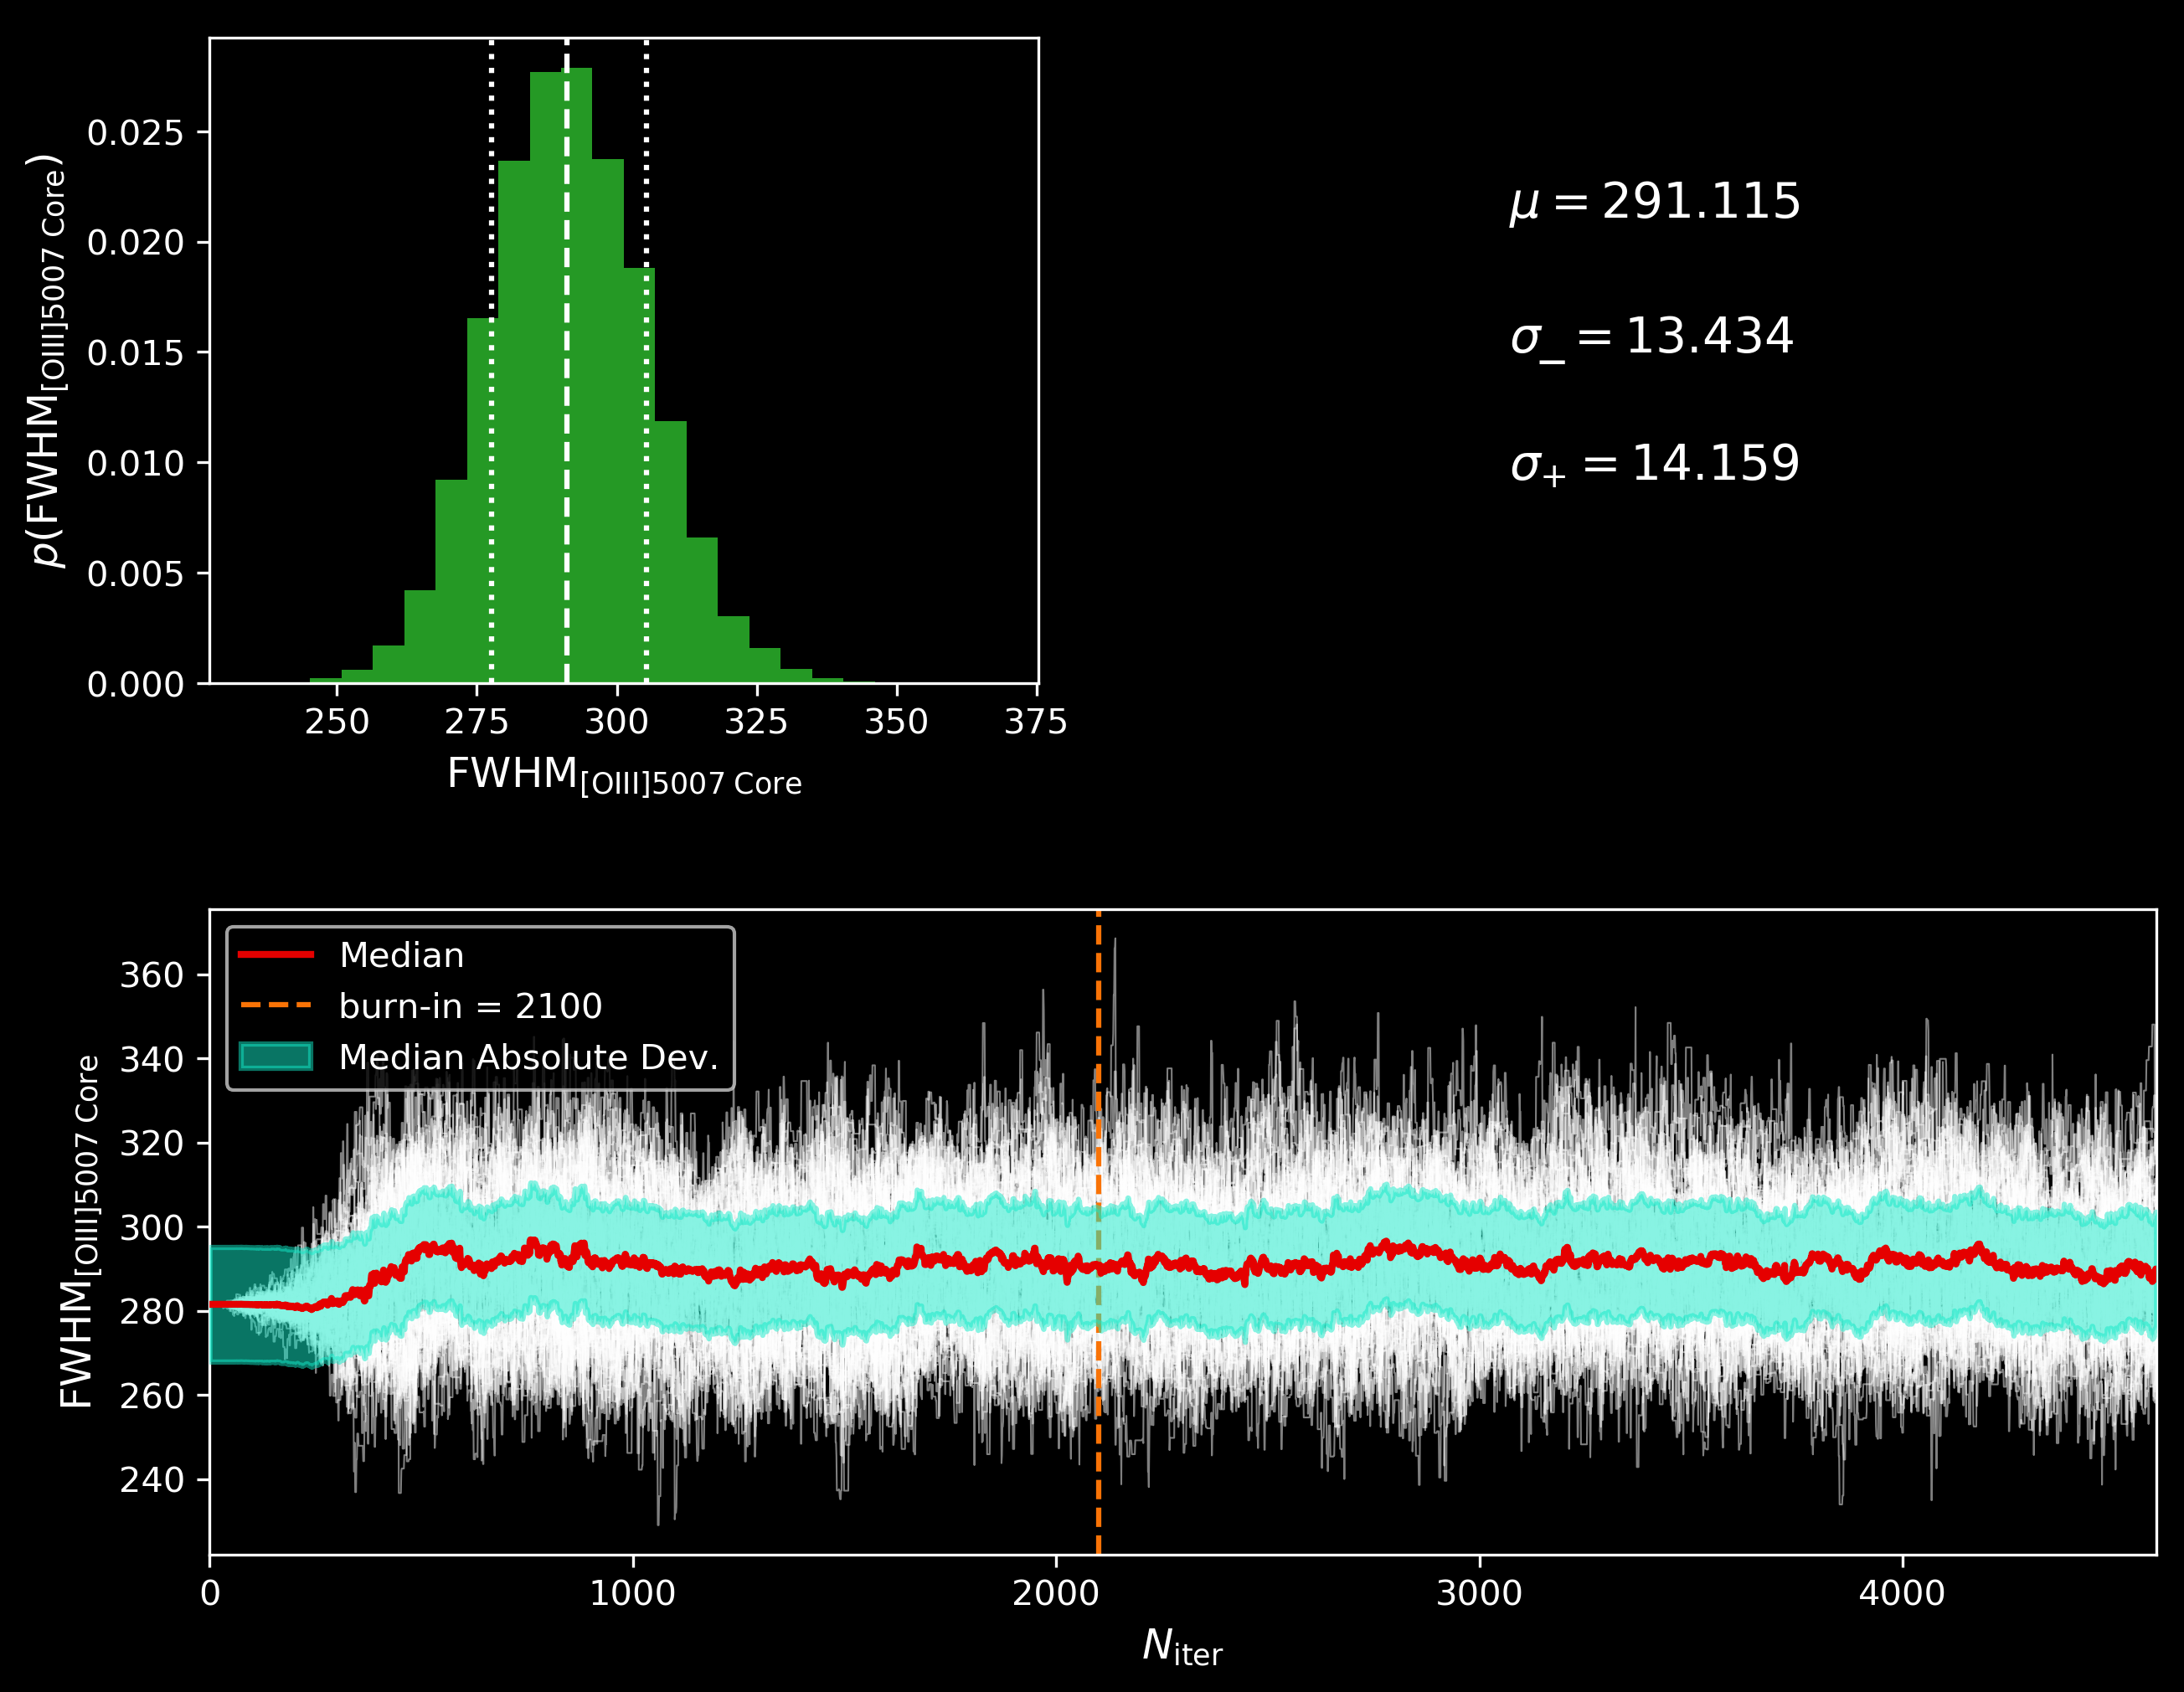 0.025
0.020
0.015
0.010
0.005
0.000
p(FWHM[OIII]5007 Core)
250 275 300 325 350 375
FWHM[OIII]5007 Core
μ = 291.115
σ− = 13.434
σ+ = 14.159
Median
burn-in = 2100
Median Absolute Dev.
360
340
320
300
280
260
240
FWHM[OIII]5007 Core
0 1000 2000 3000 4000
Niter